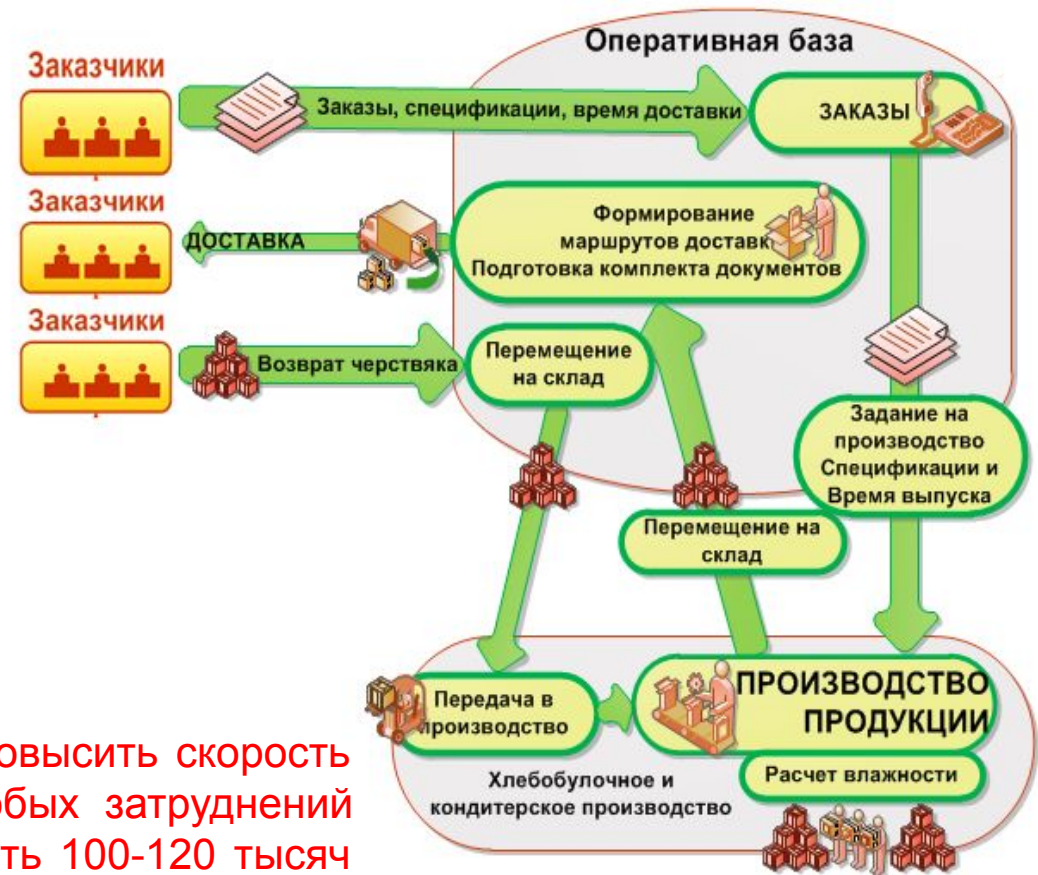 Оперативная база
Заказчики
Заказы, спецификации, время доставки
ЗАКАЗЫ
Заказчики
ДОСТАВКА
Формирование
маршрутов доставк
Подготовка комплекта документов
Заказчики
Возврат черствяка
Перемещение
на склад
Задание на
производство
Спецификации и
Время выпуска
Перемещение на
склад
Передача в
производство
ПРОИЗВОДСТВО
ПРОДУКЦИИ
Расчет влажности
Хлебобулочное и
кондитерское производство
овысить скорость
обых затруднений
ть 100-120 тысяч